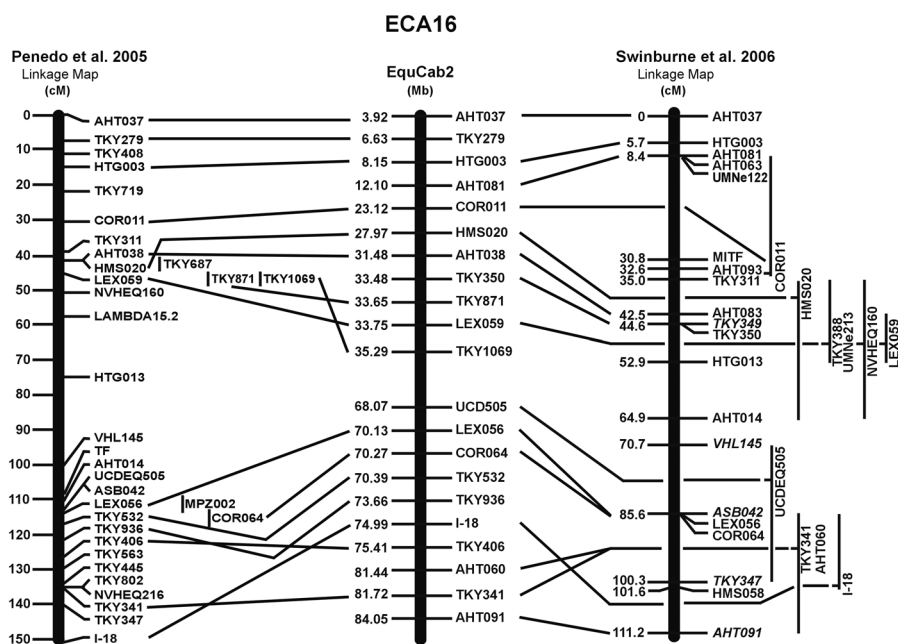 ECA16
Penedo et al. 2005
Linkage Map
(cM)
0
10
20
30
40
50
60
70
80
90
100
110
120
130
140
150
AHT037
TKY279
TKY408
HTG003
TKY719
COR011
TKY311
AHT038
HMS020
LEX059
NVHEQ160
LAMBDA15.2
HTG013
VHL145
TF
AHT014
UCDEQ505
ASB042
LEX056
TKY532
TKY936
TKY406
TKY563
TKY445
TKY802
NVHEQ216
TKY341
TKY347
I-18
TKY687
TKY871
TKY1069
MPZ002
COR064
EquCab2
(Mb)
3.92 AHT037
6.63 TKY279
8.15 HTG003
12.10 AHT081
23.12 COR011
27.97 HMS020
31.48 AHT038
33.48 TKY350
33.65 TKY871
33.75 LEX059
35.29 TKY1069
68.07 UCD505
70.13 LEX056
70.27 COR064
70.39 TKY532
73.66 TKY936
74.99 I-18
75.41 TKY406
81.44 AHT060
81.72 TKY341
84.05 AHT091
Swinburne et al. 2006
Linkage Map
(cM)
0 AHT037
5.7 HTG003
8.4 AHT081
AHT063
UMNe122
30.8 MITF
32.6 AHT093
35.0 TKY311
42.5 AHT083
44.6 TKY349
TKY350
52.9 HTG013
64.9 AHT014
70.7 VHL145
85.6 ASB042
LEX056
COR064
100.3 TKY347
101.6 HMS058
111.2 AHT091
COR011
HMS020
TKY388
UMNe213
NVHEQ160
LEX059
UCDEQ505
TKY341
AHT060
I-18